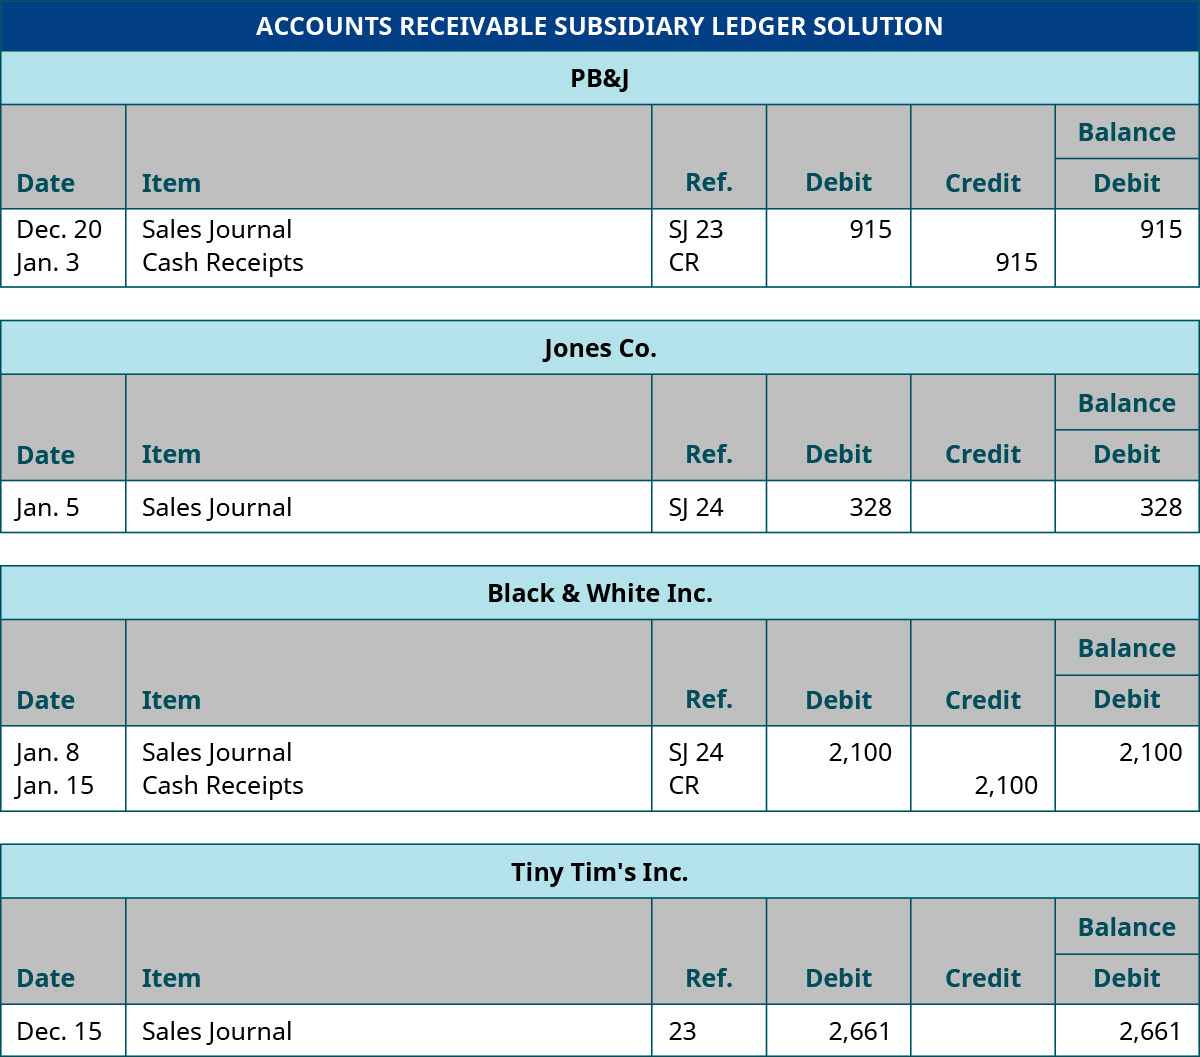 ACCOUNTS RECEIVABLE SUBSIDIARY LEDGER SOLUTION
PB&J
Balance
Date Item Ref. Debit Credit Debit
Dec. 20 Sales Journal SJ 23 915 915
Jan. 3 Cash Receipts CR 915
Jones Co.
Balance
Date Item Ref. Debit Credit Debit
Jan. 5 Sales Journal SJ 24 328 328
Black & White Inc.
Balance
Date Item Ref. Debit Credit Debit
Jan. 8 Sales Journal SJ 24 2,100 2,100
Jan. 15 Cash Receipts CR 2,100
Tiny Tim's Inc.
Balance
Date Item Ref. Debit Credit Debit
Dec. 15 Sales Journal 23 2,661 2,661